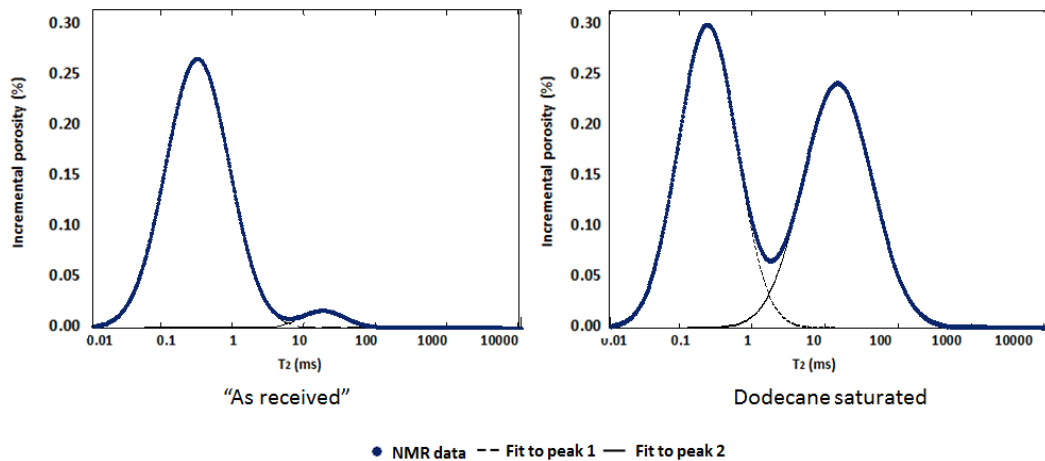 0.30
0.25
0.20
0.15
0.10
0.05
0.00
Incremental porosity (%)
0.01 0.1 1 10 100 1000 10000
T2 (ms)
"As received"
0.30
0.25
0.20
0.15
0.10
0.05
0.00
Incremental porosity (%)
0.01 0.1 1 10 100 1000 10000
T2 (ms)
Dodecane saturated
NMR data Fit to peak 1 Fit to peak 2